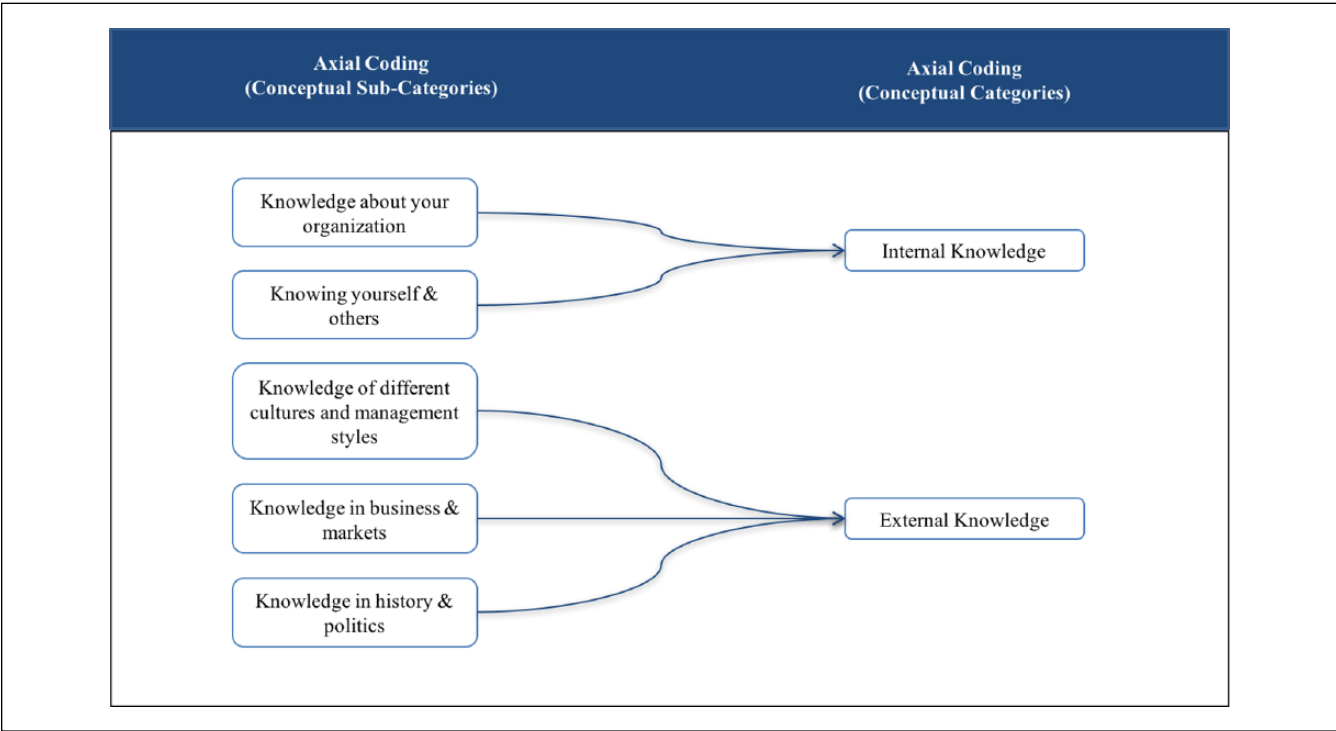 Axial Coding
(Conceptual Sub-Categories)
Axial Coding
(Conceptual Categories)
Knowledge about your
organization
Internal Knowledge
Knowing yourself &
others
Knowledge of different
cultures and management
styles
Knowledge in business &
markets
External Knowledge
Knowledge in history &
politics